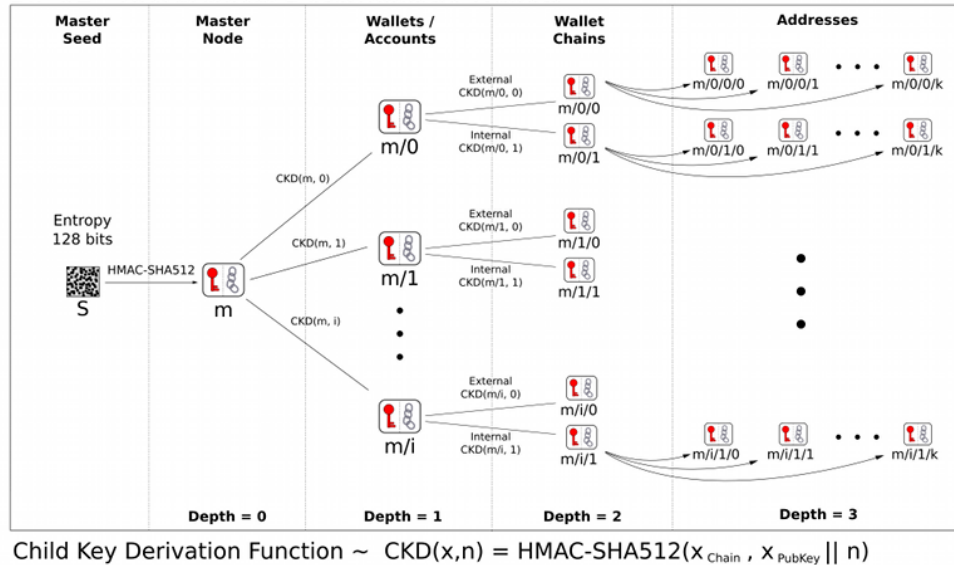 Master
Seed
Master
Node
Wallets /
Accounts
Wallet
Chains
Addresses
Entropy
128 bits
S
HMAC-SHA512
m
CKD(m, 0)
CKD(m, 1)
CKD(m, i)
m/0
m/1
m/i
External
CKD(m/0, 0)
Internal
CKD(m/0, 1)
External
CKD(m/1, 0)
Internal
CKD(m/1, 1)
External
CKD(m/i, 0)
Internal
CKD(m/i, 1)
m/0/0
m/0/1
m/1/0
m/1/1
m/i/0
m/i/1
m/0/0/0 m/0/0/1 m/0/0/k
m/0/1/0 m/0/1/1 m/0/1/k
m/i/1/0 m/i/1/1 m/i/1/k
Depth = 0
Depth = 1
Depth = 2
Depth = 3
Child Key Derivation Function ~ CKD(x,n) = HMAC-SHA512(x Chain , x PubKey || n)